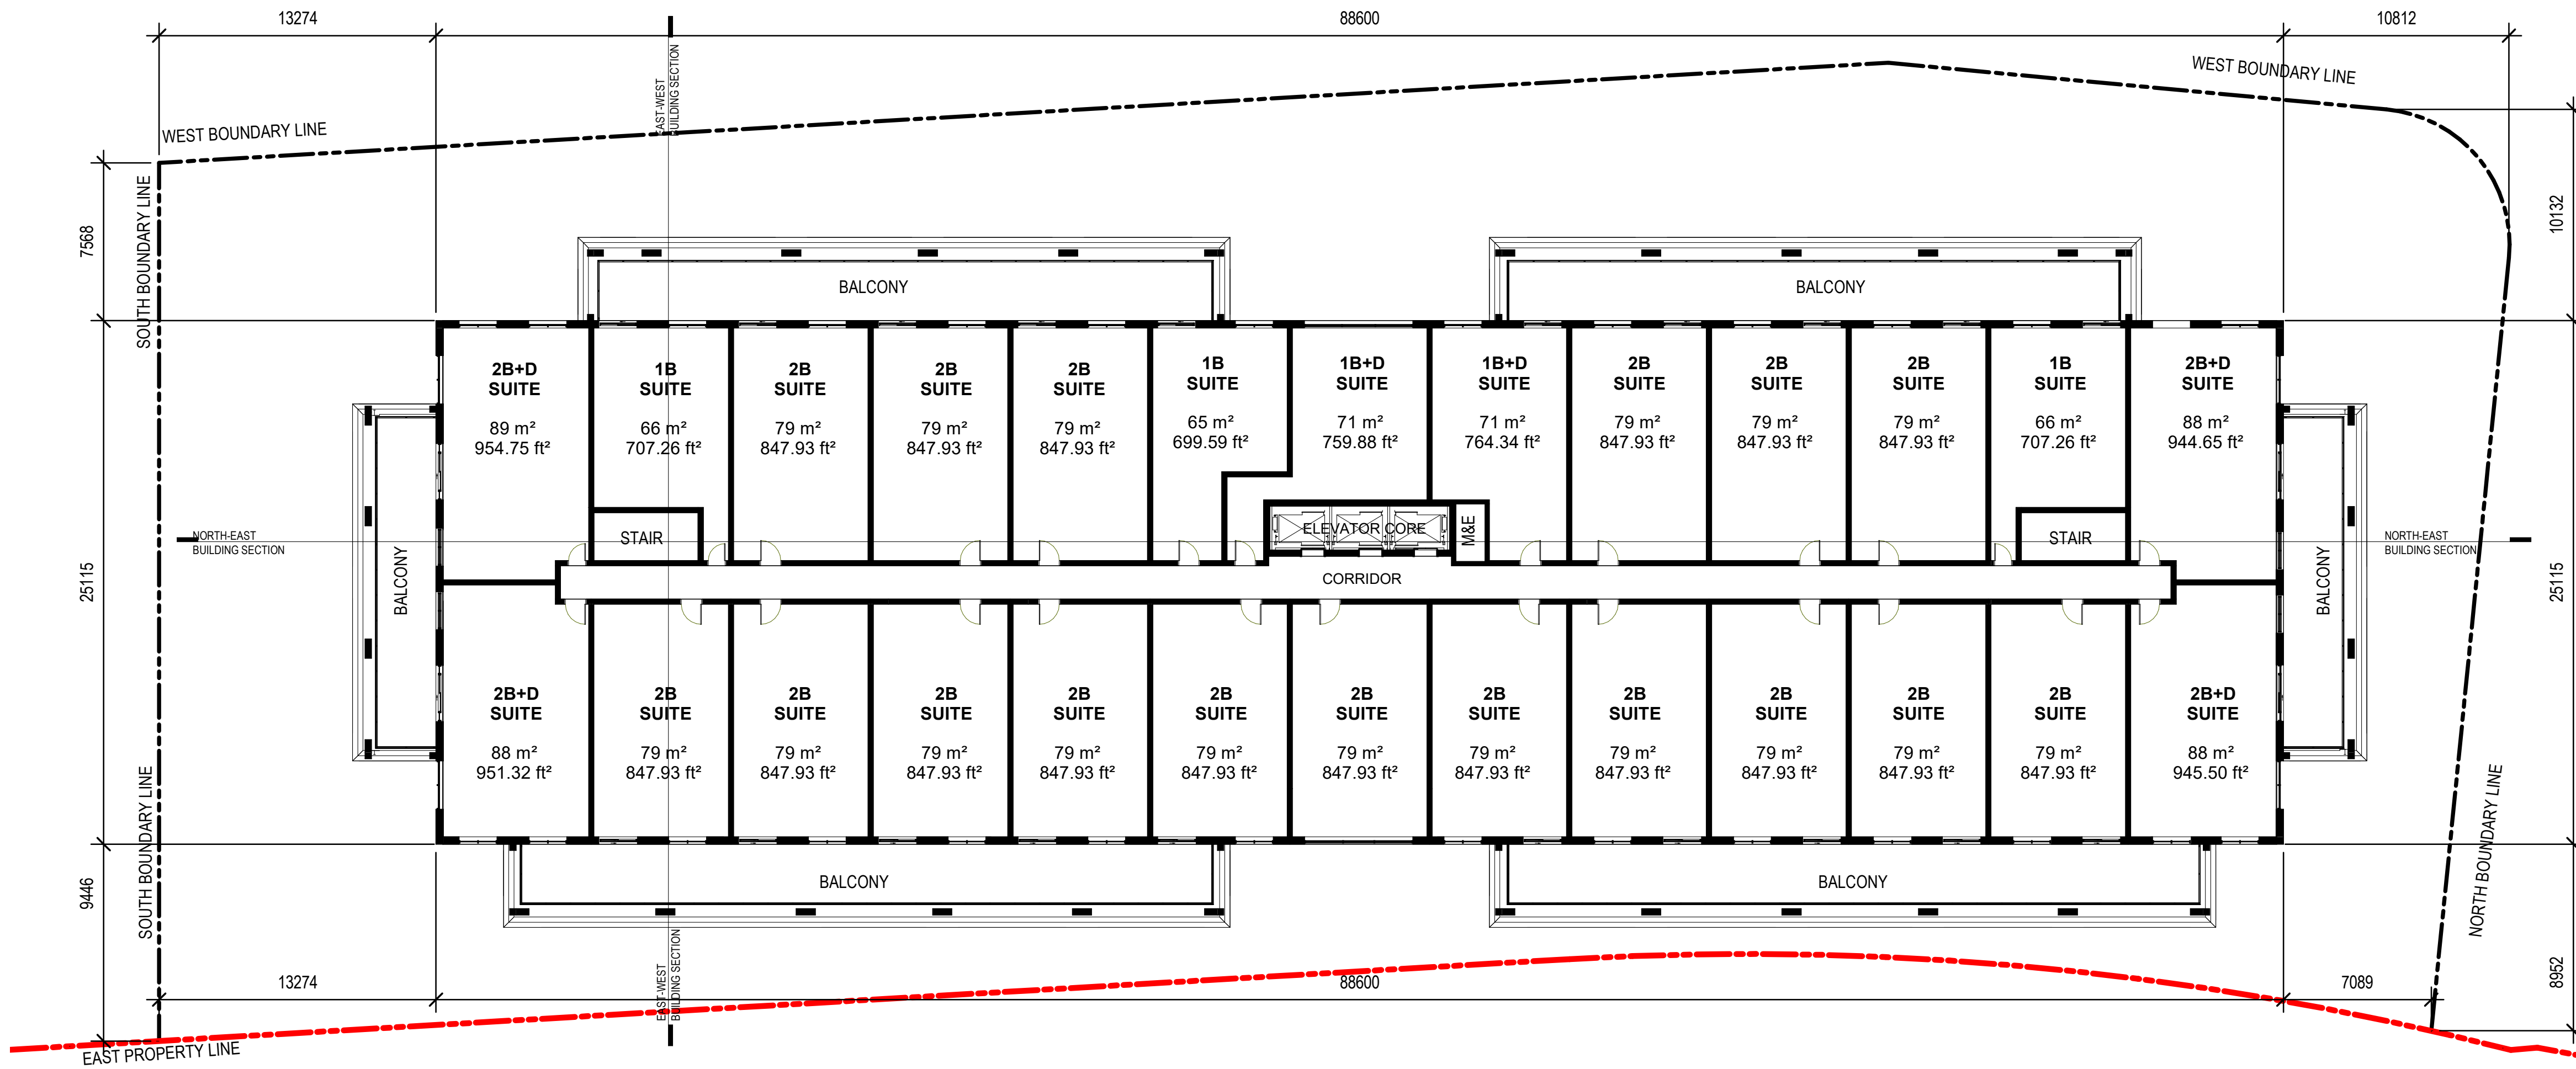 13274
88600
10812
EAST-WEST
BUILDING SECTION
WEST BOUNDARY LINE
WEST BOUNDARY LINE
SOUTH BOUNDARY LINE
7568
10132
BALCONY
BALCONY
2B+D
SUITE
89 m²
954.75 ft²
1B
SUITE
66 m²
707.26 ft²
2B
SUITE
79 m²
847.93 ft²
2B
SUITE
79 m²
847.93 ft²
2B
SUITE
79 m²
847.93 ft²
1B
SUITE
65 m²
699.59 ft²
1B+D
SUITE
71 m²
759.88 ft²
1B+D
SUITE
71 m²
764.34 ft²
2B
SUITE
79 m²
847.93 ft²
2B
SUITE
79 m²
847.93 ft²
2B
SUITE
79 m²
847.93 ft²
1B
SUITE
66 m²
707.26 ft²
2B+D
SUITE
88 m²
944.65 ft²
NORTH-EAST
BUILDING SECTION
STAIR
ELEVATOR CORE
M&E
STAIR
NORTH-EAST
BUILDING SECTION
25115
BALCONY
CORRIDOR
BALCONY
25115
2B+D
SUITE
88 m²
951.32 ft²
2B
SUITE
79 m²
847.93 ft²
2B
SUITE
79 m²
847.93 ft²
2B
SUITE
79 m²
847.93 ft²
2B
SUITE
79 m²
847.93 ft²
2B
SUITE
79 m²
847.93 ft²
2B
SUITE
79 m²
847.93 ft²
2B
SUITE
79 m²
847.93 ft²
2B
SUITE
79 m²
847.93 ft²
2B
SUITE
79 m²
847.93 ft²
2B
SUITE
79 m²
847.93 ft²
2B
SUITE
79 m²
847.93 ft²
2B+D
SUITE
88 m²
945.50 ft²
9446
SOUTH BOUNDARY LINE
BALCONY
BALCONY
NORTH BOUNDARY LINE
8952
EAST-WEST
BUILDING SECTION
13274
88600
7089
EAST PROPERTY LINE